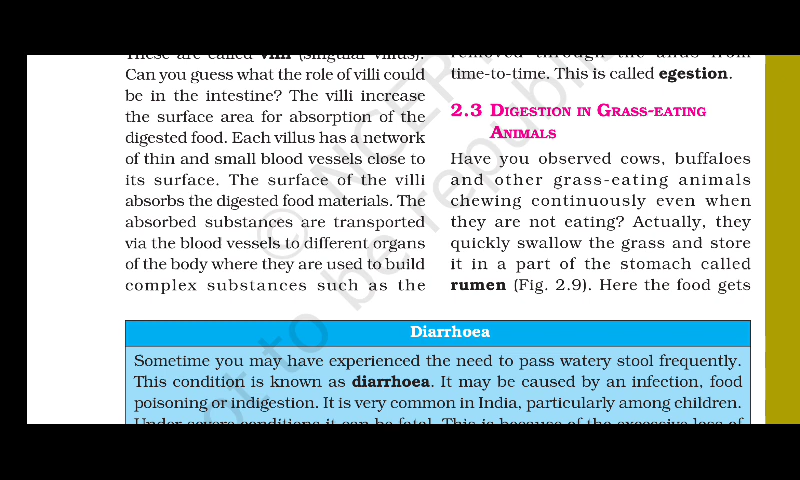 These are called villi (singular villus).
Can you guess what the role of villi could
be in the intestine? The villi increase
the surface area for absorption of the
digested food. Each villus has a network
of thin and small blood vessels close to
its surface. The surface of the villi
absorbs the digested food materials. The
absorbed substances are transported
via the blood vessels to different organs
of the body where they are used to build
complex substances such as the
removed through the anus from
time-to-time. This is called egestion.
2.3 DIGESTION IN GRASS-EATING
ANIMALS
Have you observed cows, buffaloes
and other grass-eating animals
chewing continuously even when
they are not eating? Actually, they
quickly swallow the grass and store
it in a part of the stomach called
rumen (Fig. 2.9). Here the food gets
Diarrhoea
Sometime you may have experienced the need to pass watery stool frequently.
This condition is known as diarrhoea. It may be caused by an infection, food
poisoning or indigestion. It is very common in India, particularly among children.
Under severe conditions it can be fatal. This is because of the excessive loss of
© NCERT
not to be republi